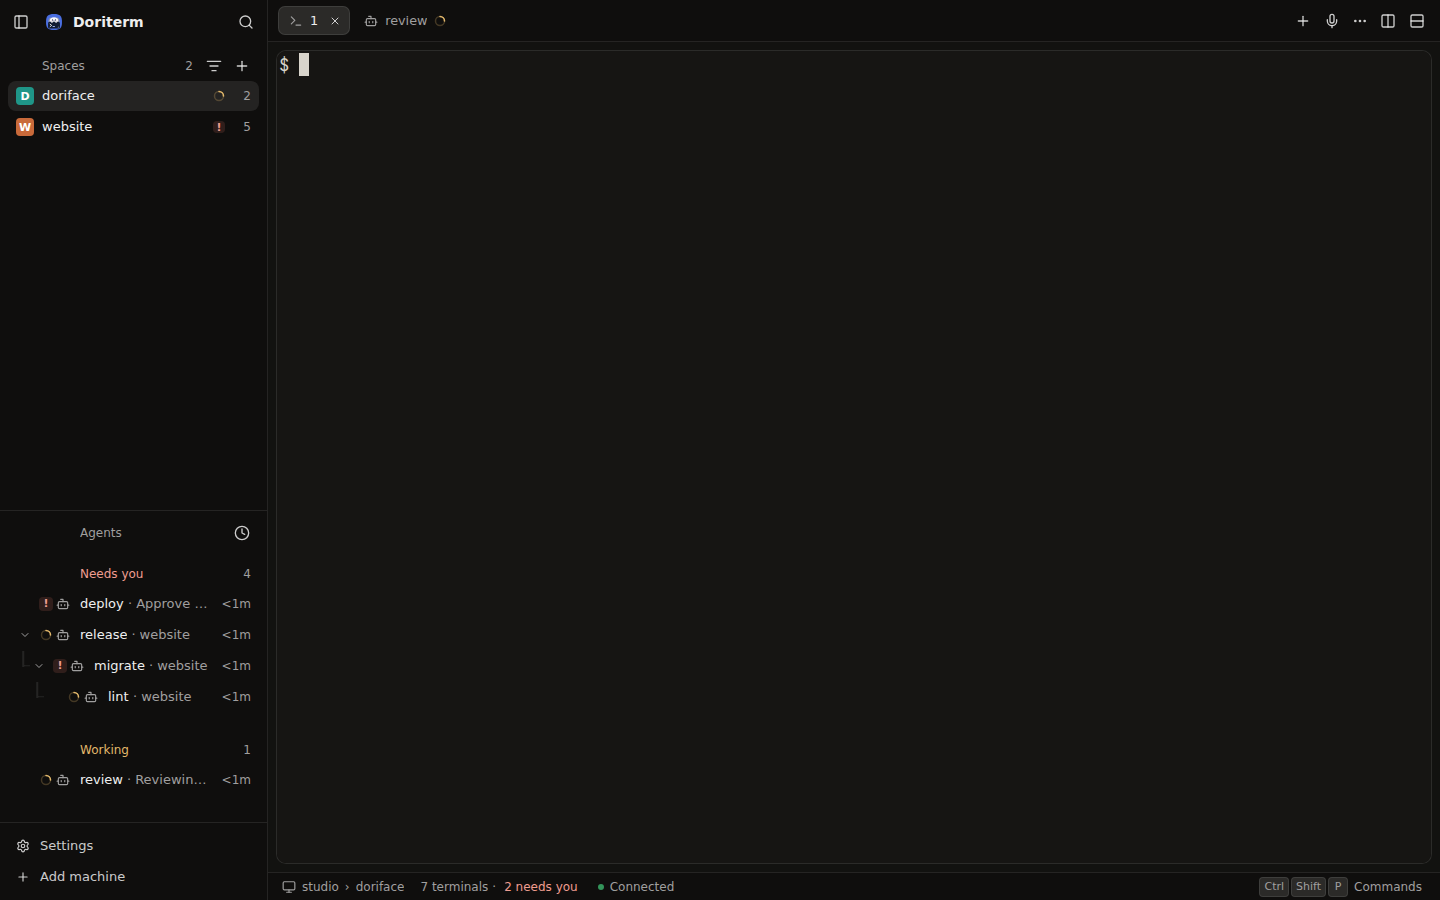 Doriterm
1
review
Spaces 2
D doriface 2
W website ! 5
$
Agents
Needs you 4
! deploy · Approve ... <1m
release · website <1m
! migrate · website <1m
lint · website <1m
Working 1
review · Reviewin... <1m
Settings
Add machine
studio › doriface 7 terminals · 2 needs you Connected Ctrl Shift P Commands